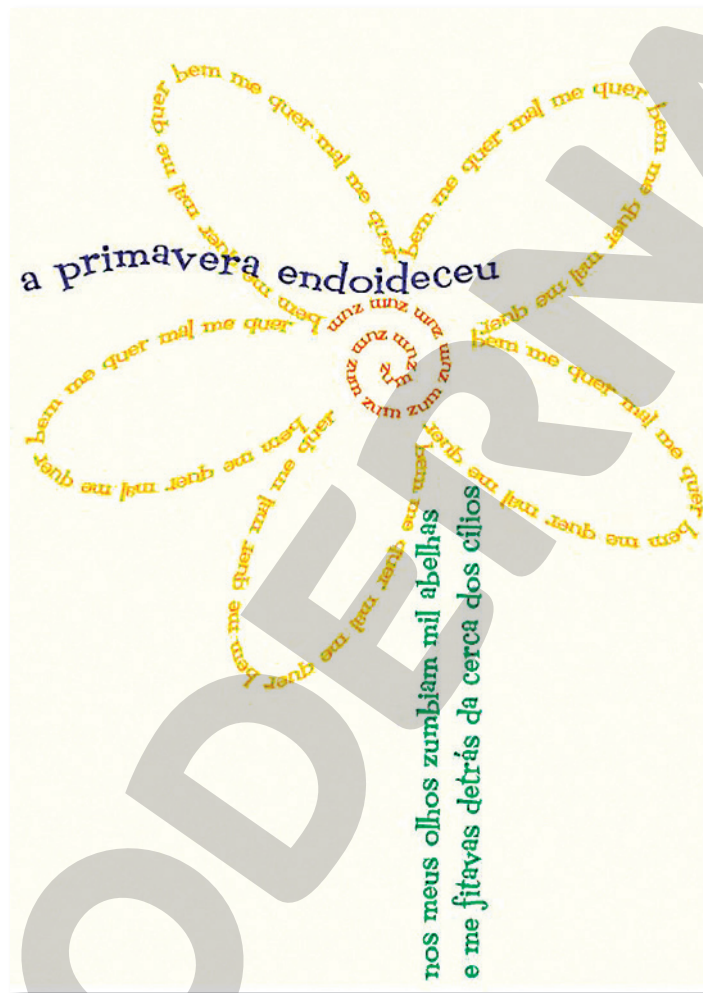 a primavera endoideceu
bem me quer mal me quer bem me quer mal me quer
bem me quer mal me quer bem me quer mal me quer
bem me quer mal me quer bem me quer mal me quer
bem me quer mal me quer bem me quer mal me quer
bem me quer mal me quer bem me quer mal me quer
zum zum zum zum zum zum zum zum zum zum
nos meus olhos zumbiam mil abelhas
e me fitavas detrás da cerca dos cílios
ODERN